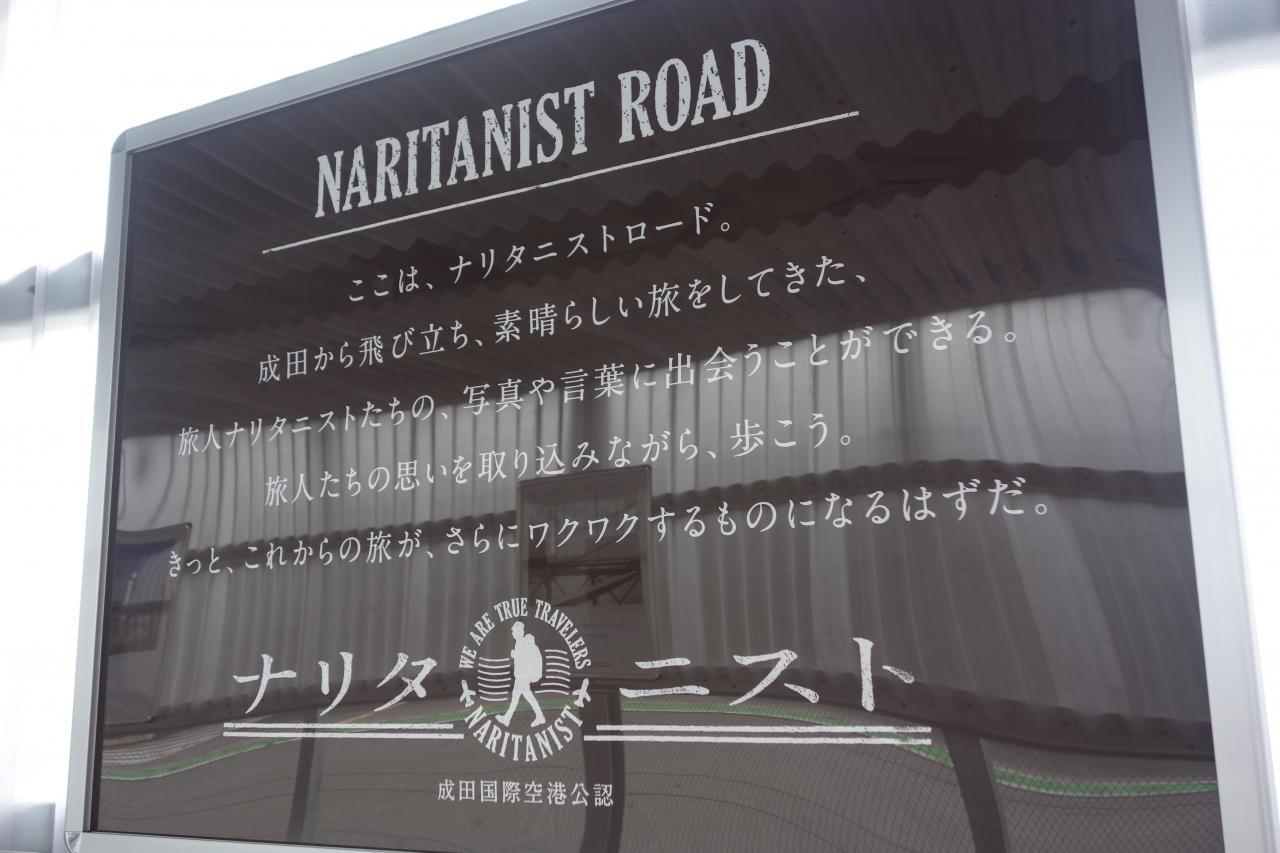 NARITANIST ROAD
ここは、ナリタニストロード。
成田から飛び立ち、素晴らしい旅をしてきた、
旅人ナリタニストたちの、写真や言葉に出会うことができる。
旅人たちの思いを取り込みながら、歩こう。
きっと、これからの旅が、さらにワクワクするものになるはずだ。
WE ARE TRUE TRAVELERS
ナリタニスト
NARITANIST
成田国際空港公認